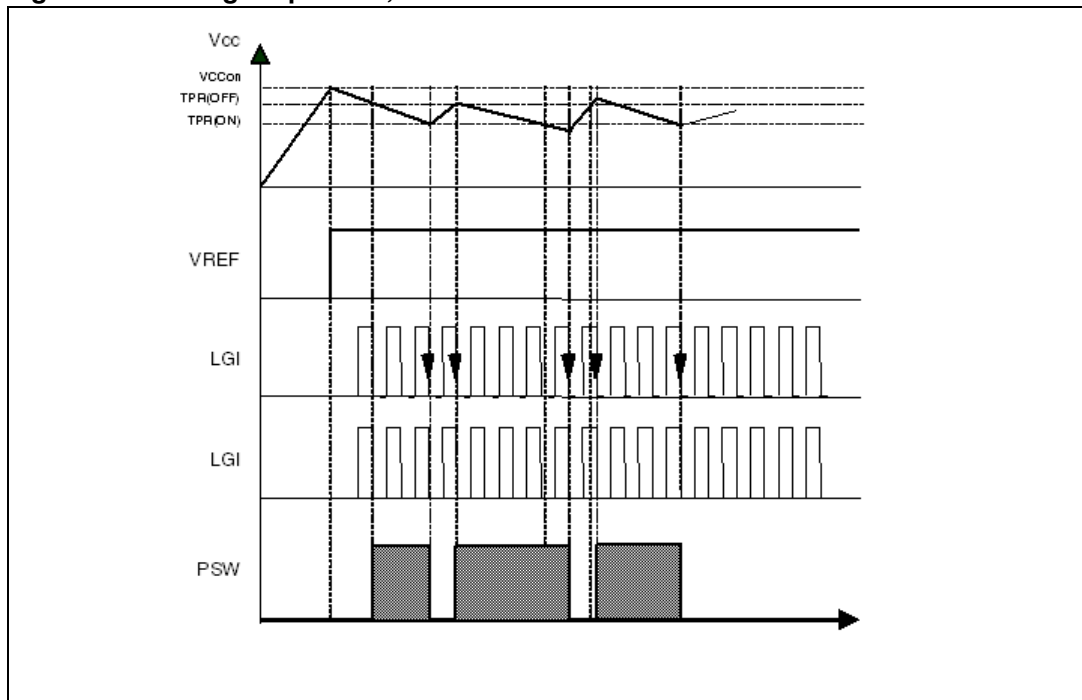 Vcc
VCCon
TPR(OFF)
TPR(ON)
VREF
LGI
LGI
PSW